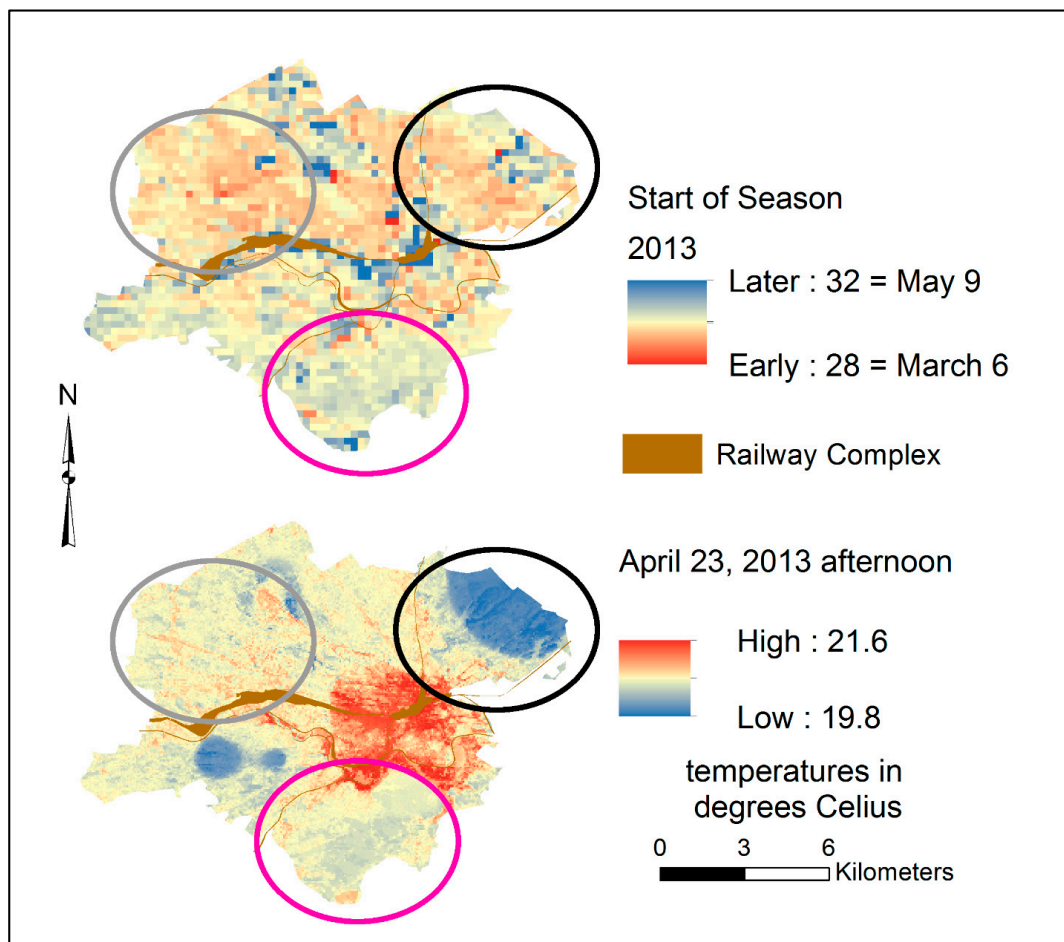 Start of Season
2013
Later : 32 = May 9
Early : 28 = March 6
N
Railway Complex
April 23, 2013 afternoon
High : 21.6
Low : 19.8
temperatures in
degrees Celius
0 3 6
Kilometers